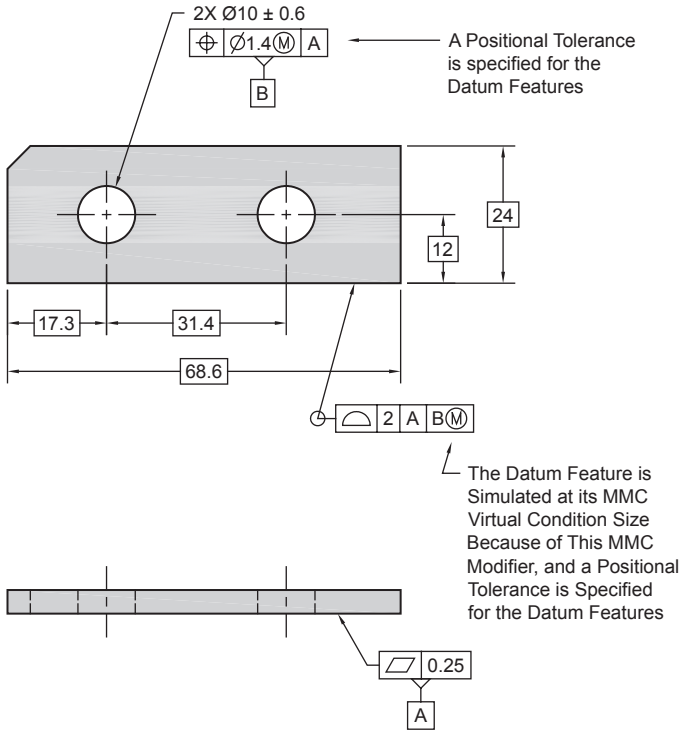 2X Ø10 ± 0.6
⌖ Ø1.4Ⓜ A
B
A Positional Tolerance
is specified for the
Datum Features
24
12
17.3
31.4
68.6
⌓ 2 A BⓂ
The Datum Feature is
Simulated at its MMC
Virtual Condition Size
Because of This MMC
Modifier, and a Positional
Tolerance is Specified
for the Datum Features
⏥ 0.25
A